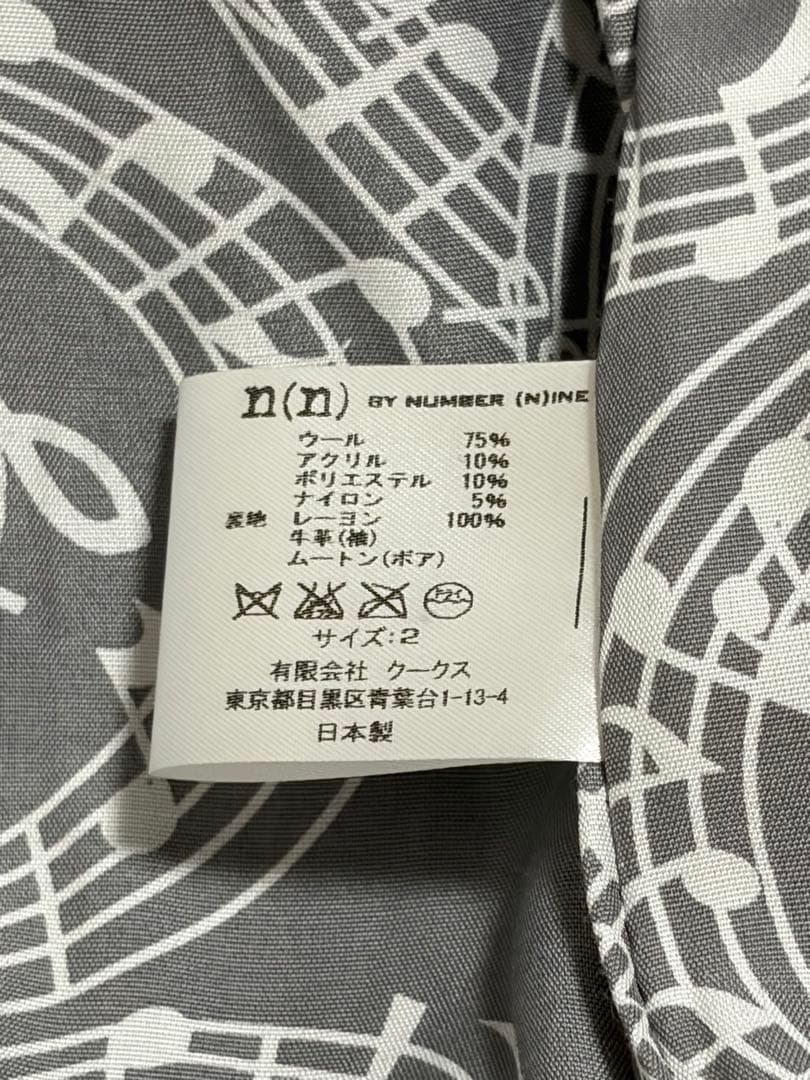 n(n) BY NUMBER (N)INE
ウール 75%
アクリル 10%
ポリエステル 10%
ナイロン 5%
裏地 レーヨン 100%
牛革(袖)
ムートン(ボア)
ドライ
サイズ:2
有限会社 クークス
東京都目黒区青葉台1-13-4
日本製